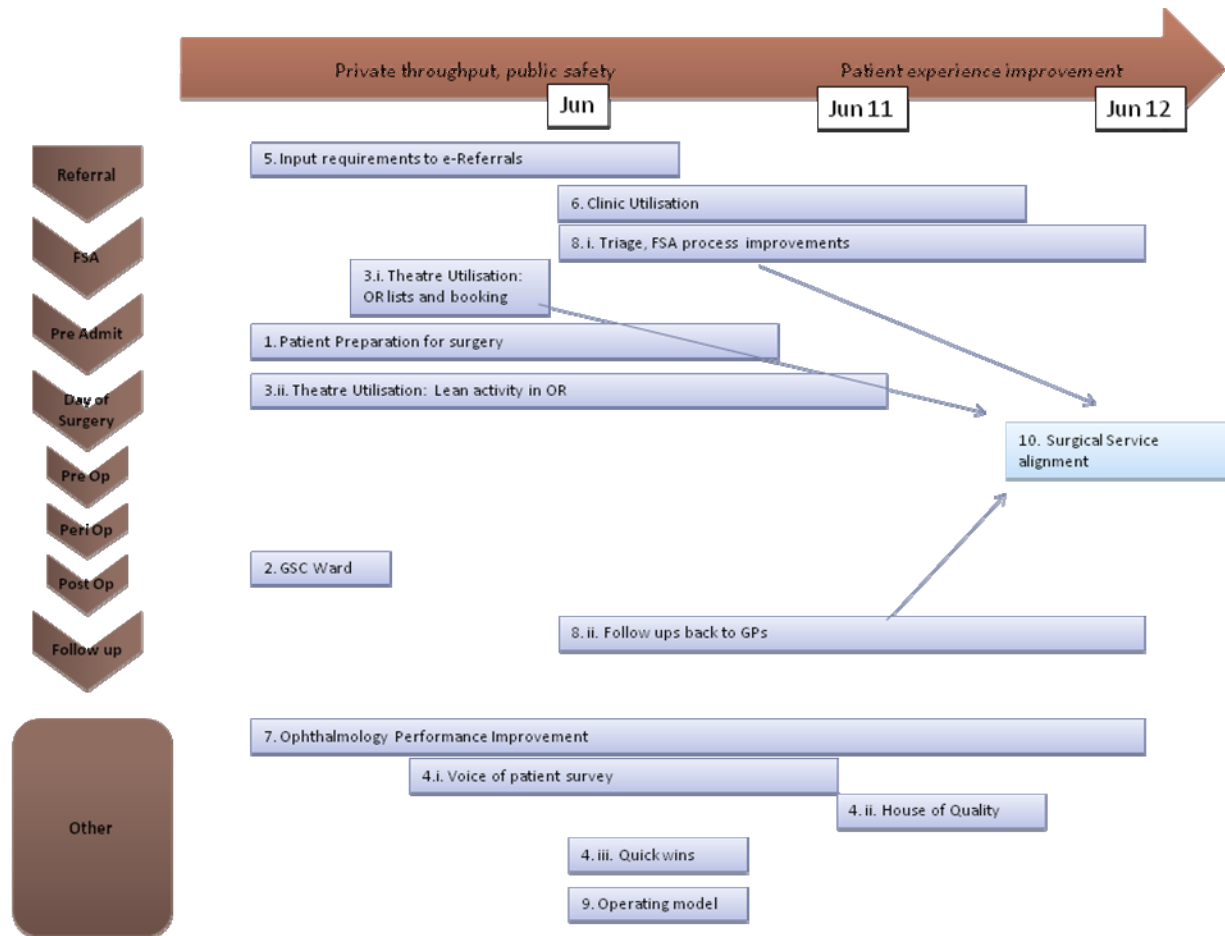 Private throughput, public safety
Patient experience improvement
Jun
Jun 11
Jun 12
Referral
5. Input requirements to e-Referrals
6. Clinic Utilisation
FSA
8. i. Triage, FSA process improvements
3.i. Theatre Utilisation:
OR lists and booking
Pre Admit
1. Patient Preparation for surgery
Day of
Surgery
3.ii. Theatre Utilisation: Lean activity in OR
10. Surgical Service
alignment
Pre Op
Peri Op
Post Op
2. GSC Ward
Follow up
8. ii. Follow ups back to GPs
Other
7. Ophthalmology Performance Improvement
4.i. Voice of patient survey
4. ii. House of Quality
4. iii. Quick wins
9. Operating model